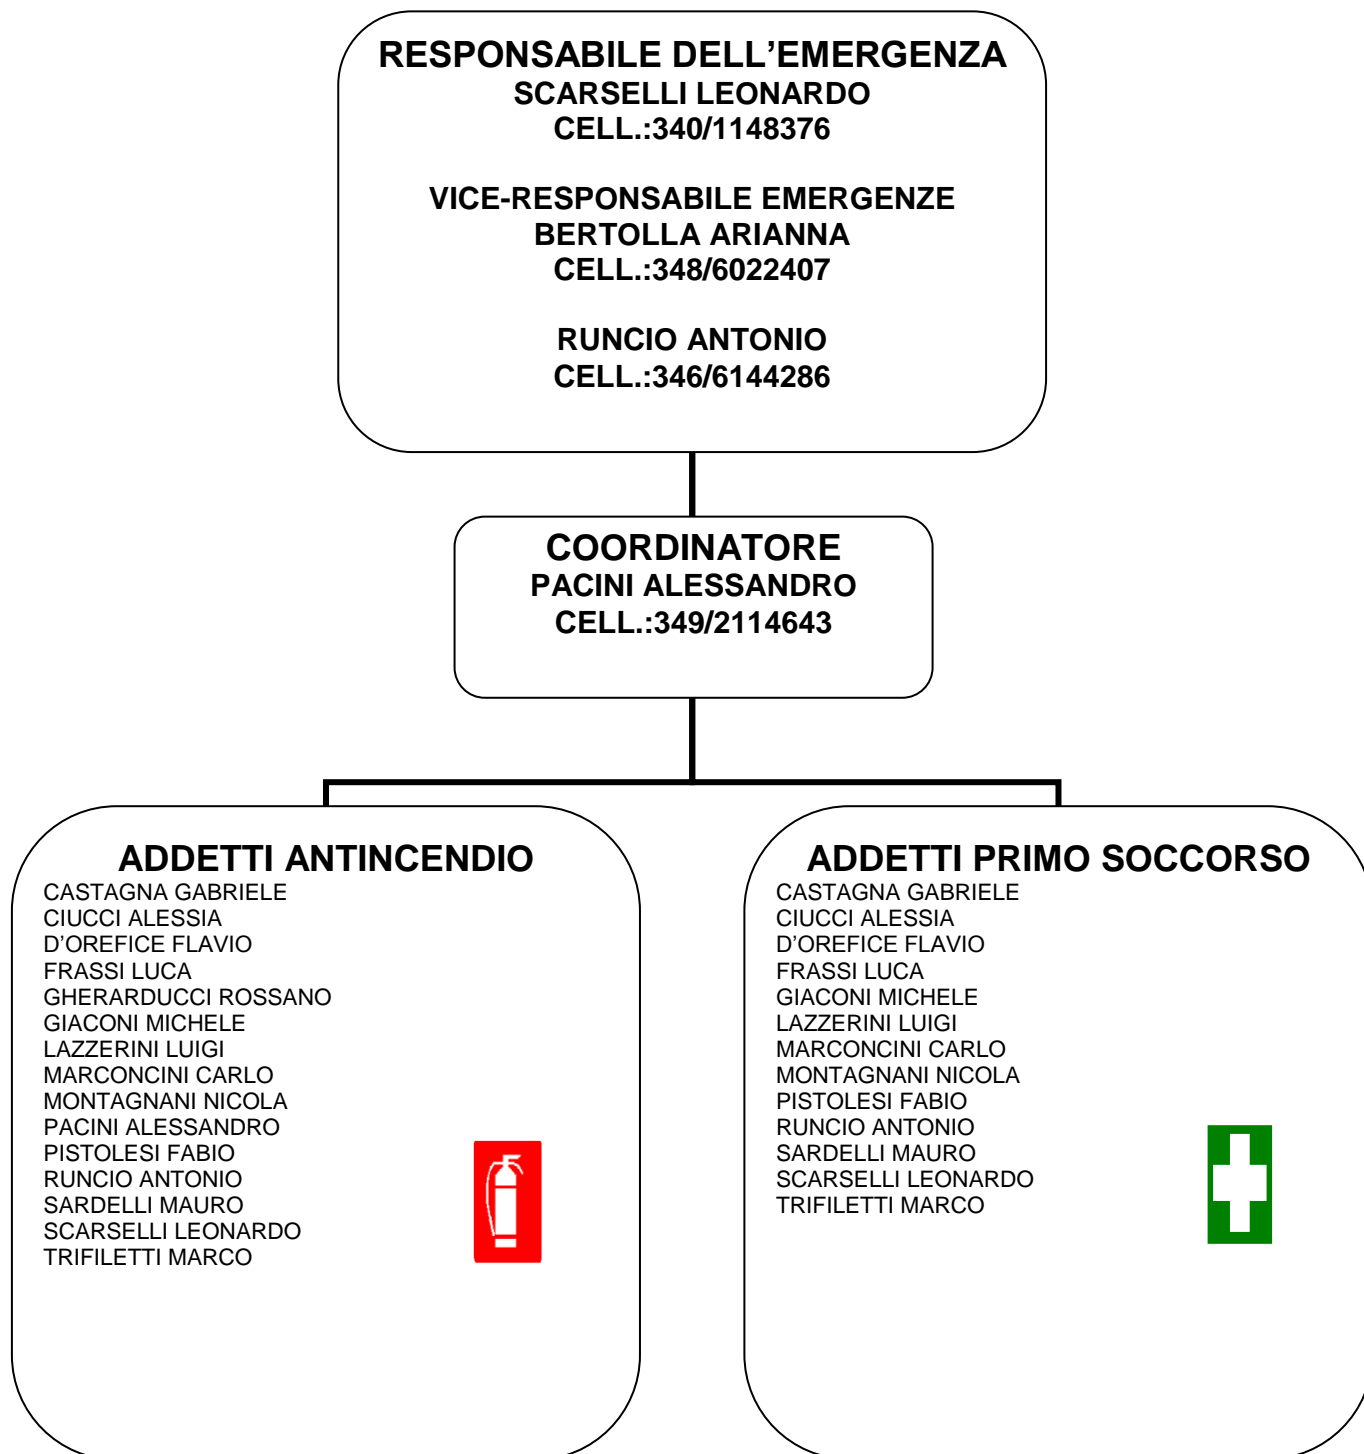 RESPONSABILE DELL’EMERGENZA
SCARSELLI LEONARDO
CELL.:340/1148376
VICE-RESPONSABILE EMERGENZE
BERTOLLA ARIANNA
CELL.:348/6022407
RUNCIO ANTONIO
CELL.:346/6144286
COORDINATORE
PACINI ALESSANDRO
CELL.:349/2114643
ADDETTI ANTINCENDIO
CASTAGNA GABRIELE
CIUCCI ALESSIA
D’OREFICE FLAVIO
FRASSI LUCA
GHERARDUCCI ROSSANO
GIACONI MICHELE
LAZZERINI LUIGI
MARCONCINI CARLO
MONTAGNANI NICOLA
PACINI ALESSANDRO
PISTOLESI FABIO
RUNCIO ANTONIO
SARDELLI MAURO
SCARSELLI LEONARDO
TRIFILETTI MARCO
ADDETTI PRIMO SOCCORSO
CASTAGNA GABRIELE
CIUCCI ALESSIA
D’OREFICE FLAVIO
FRASSI LUCA
GIACONI MICHELE
LAZZERINI LUIGI
MARCONCINI CARLO
MONTAGNANI NICOLA
PISTOLESI FABIO
RUNCIO ANTONIO
SARDELLI MAURO
SCARSELLI LEONARDO
TRIFILETTI MARCO